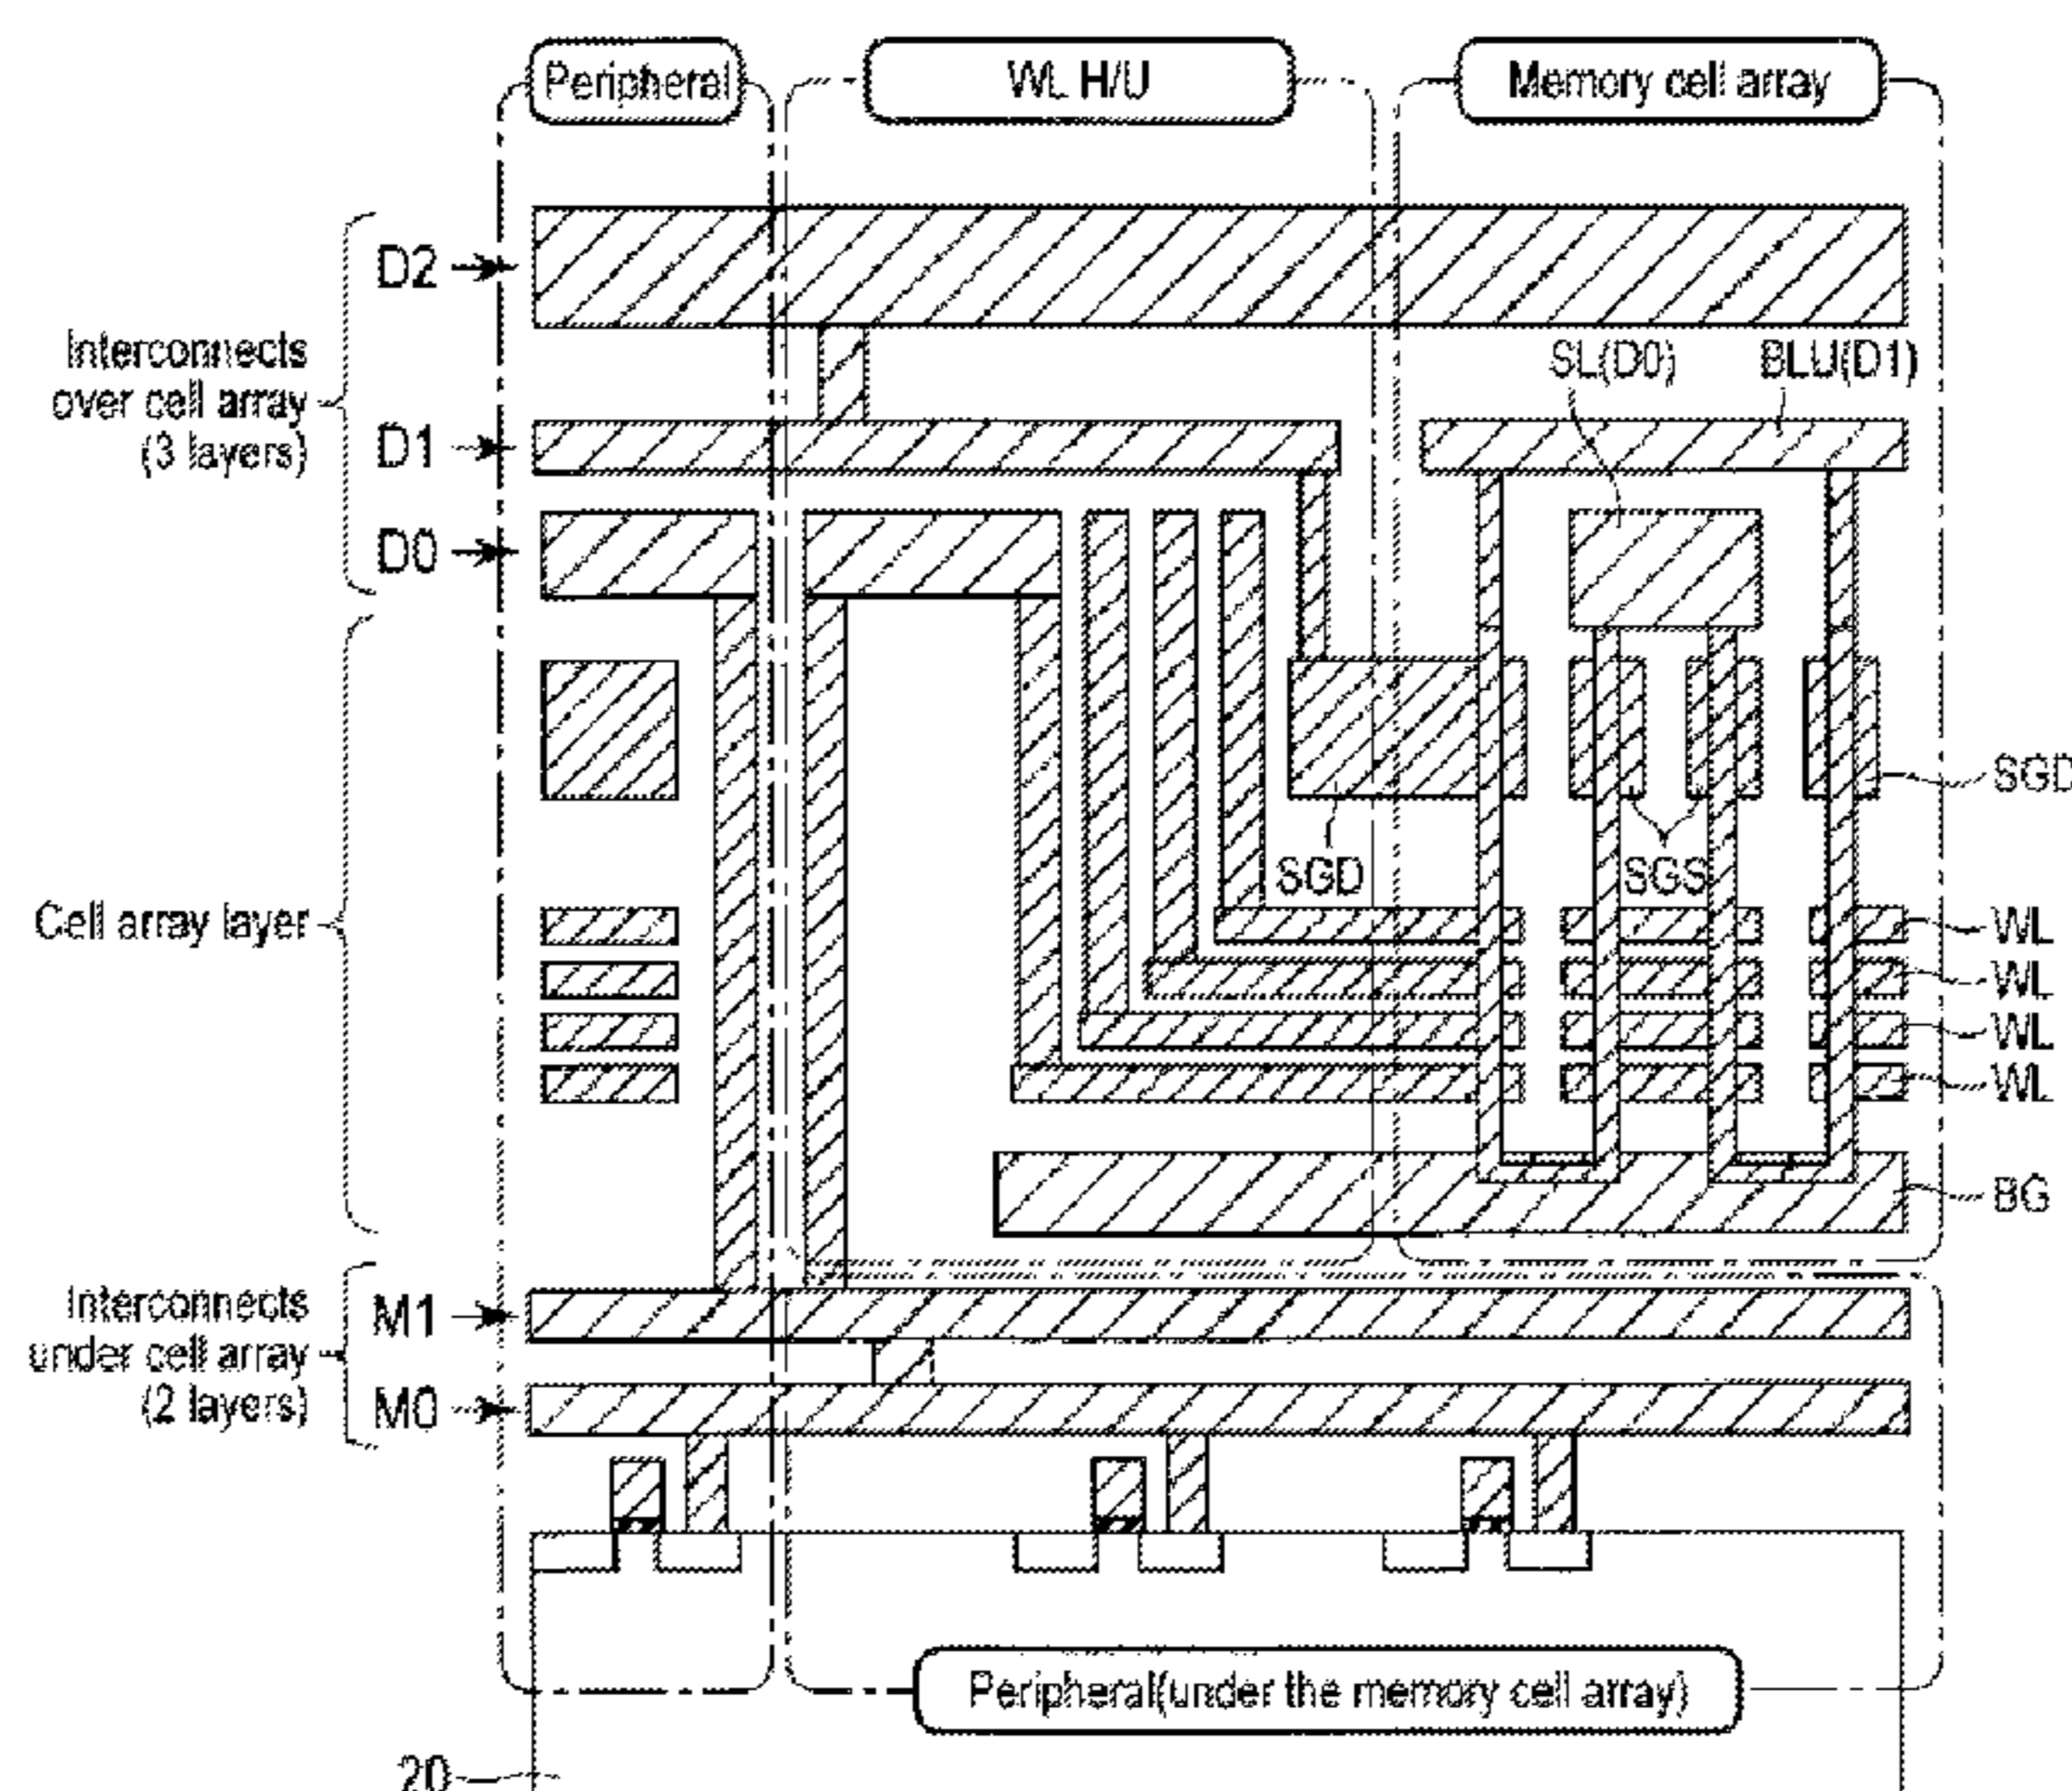 Peripheral
WL H/U
Memory cell array
D2
Interconnects
over cell array
(3 layers)
SL(D0)
BLU(D1)
D1
D0
SGD
SGD
SGS
Cell array layer
WL
WL
WL
WL
BG
Interconnects
under cell array
(2 layers)
M1
M0
Peripheral(under the memory cell array)
20